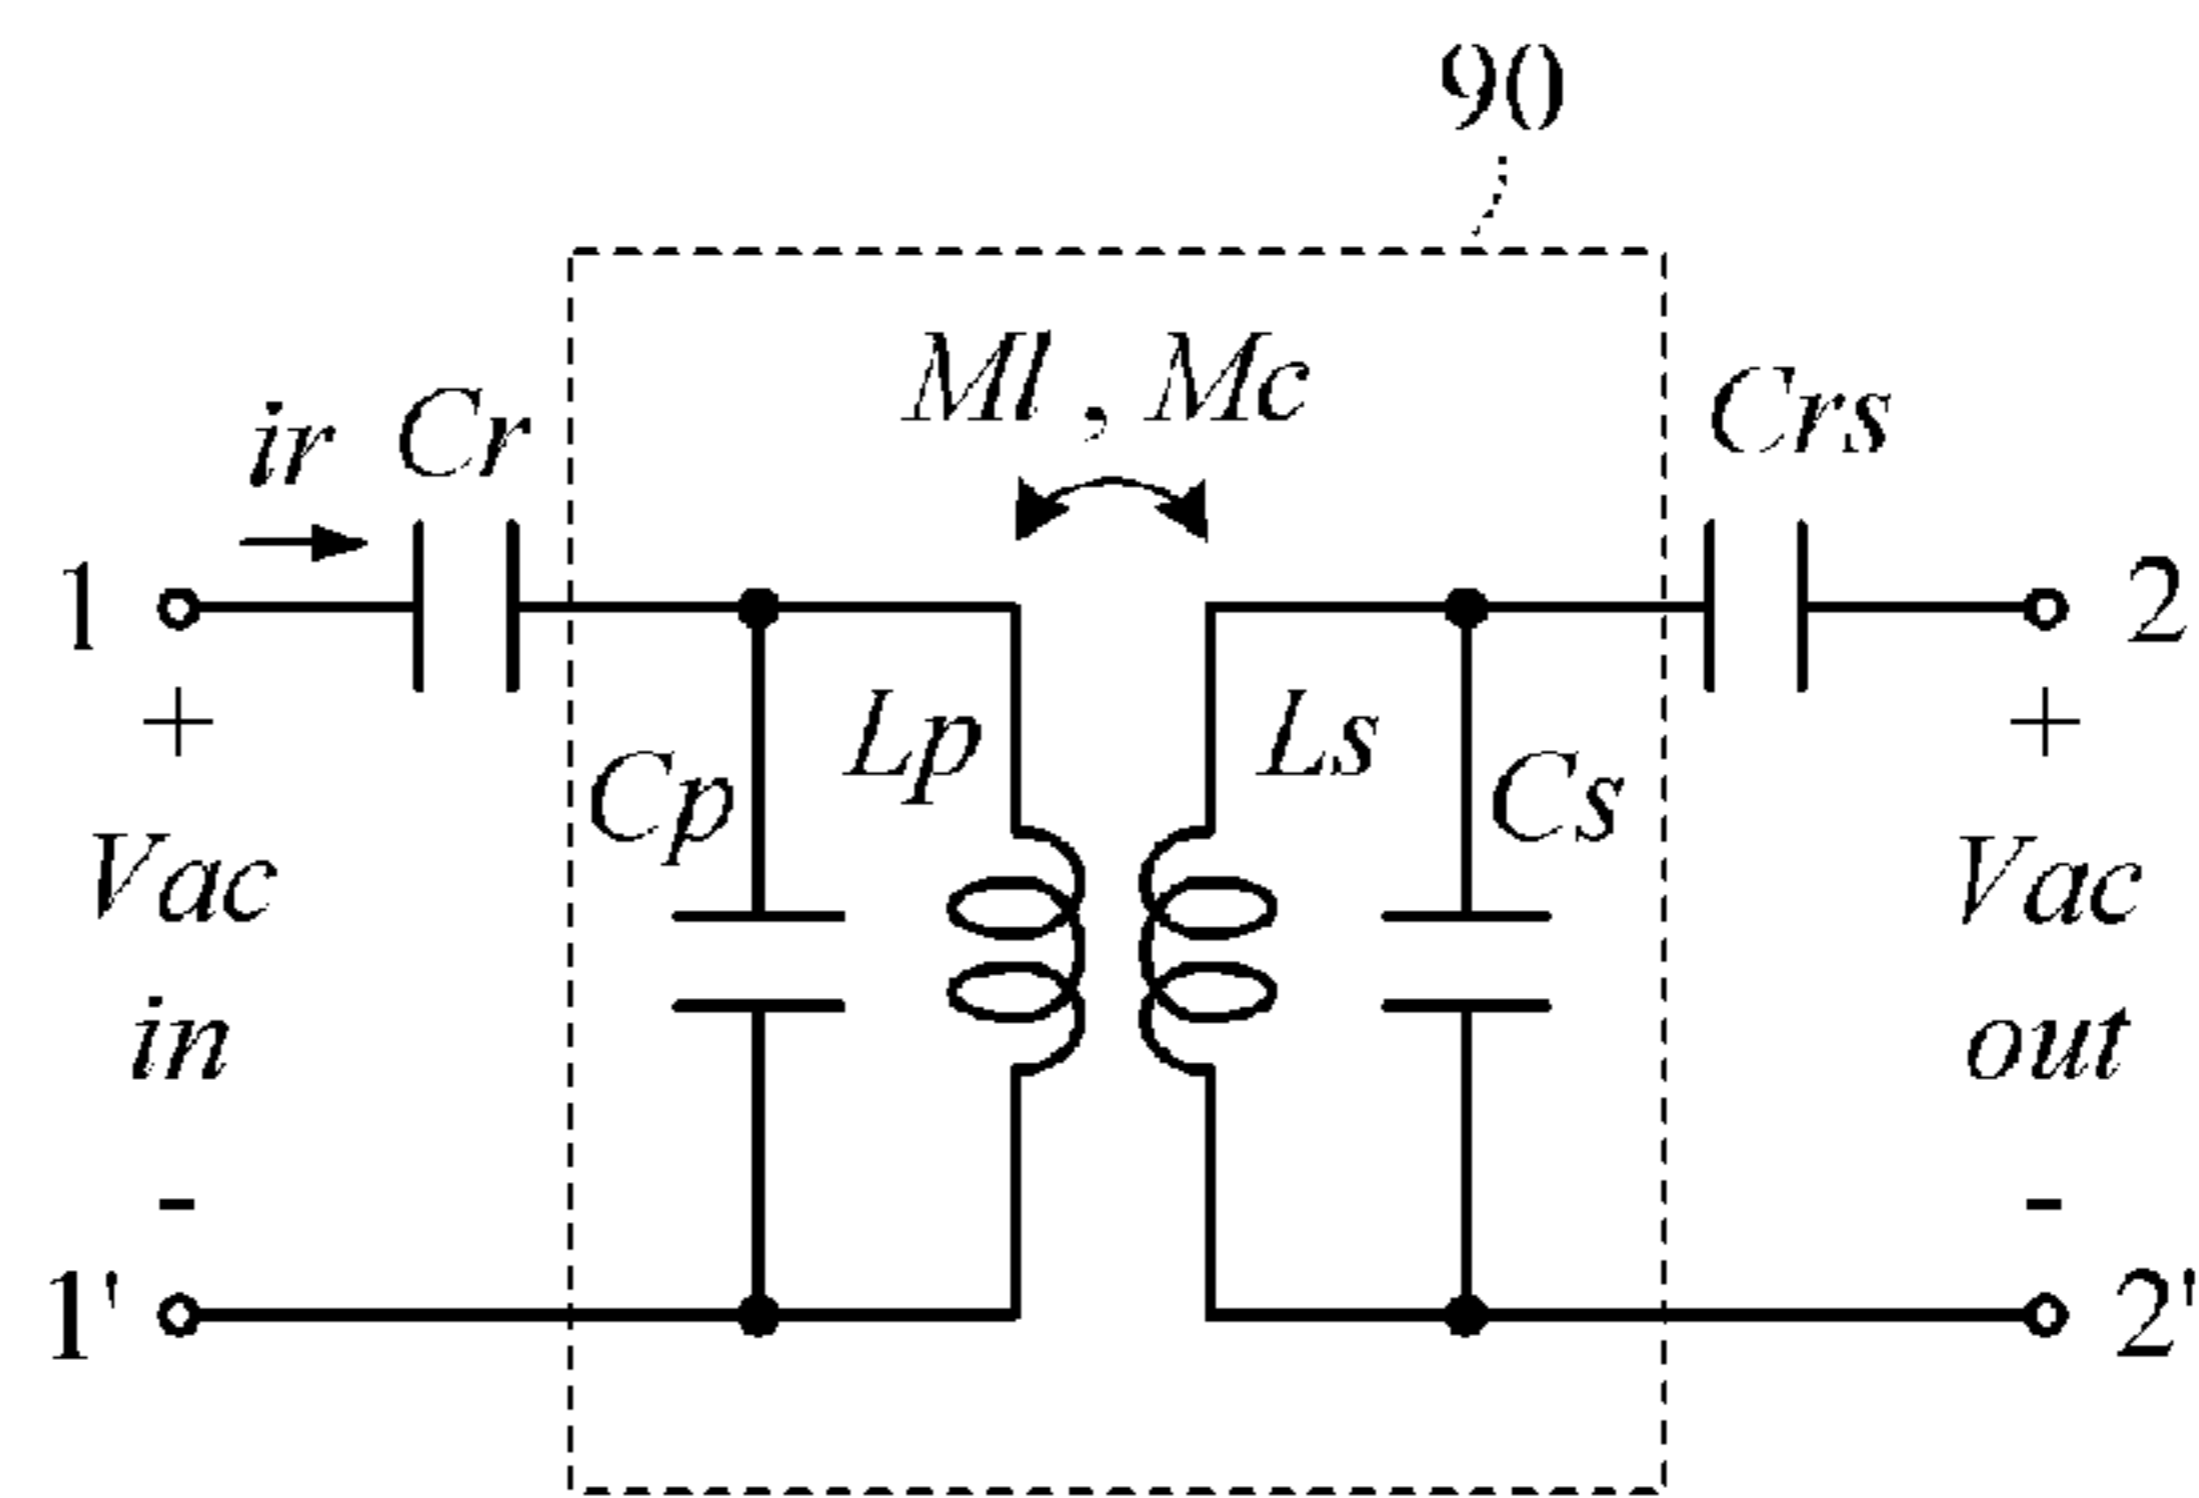 90
Ml , Mc
ir Cr
Crs
1
2
+
+
Lp
Ls
Cp
Cs
Vac
in
Vac
out
-
-
1'
2'